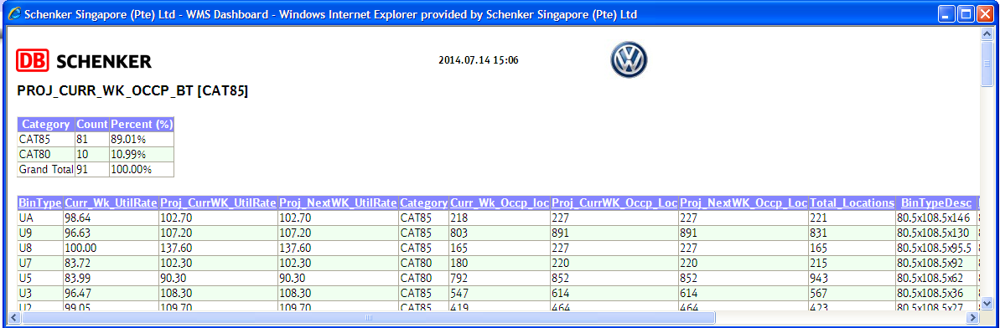 Schenker Singapore (Pte) Ltd - WMS Dashboard - Windows Internet Explorer provided by Schenker Singapore (Pte) Ltd
DB SCHENKER 2014.07.14 15:06
PROJ_CURR_WK_OCCP_BT [CAT85]
Category Count Percent (%)
CAT85 81 89.01%
CAT80 10 10.99%
Grand Total 91 100.00%
BinType Curr_Wk_UtilRate Proj_CurrWK_UtilRate Proj_NextWK_UtilRate Category Curr_Wk_Occp_loc Proj_CurrWK_Occp_Loc Proj_NextWK_Occp_Loc Total_Locations BinTypeDesc
UA 98.64 102.70 102.70 CAT85 218 227 227 221 80.5x108.5x146
U9 96.63 107.20 107.20 CAT85 803 891 891 831 80.5x108.5x130
U8 100.00 137.60 137.60 CAT85 165 227 227 165 80.5x108.5x95.5
U7 83.72 102.30 102.30 CAT80 180 220 220 215 80.5x108.5x92
U5 83.99 90.30 90.30 CAT80 792 852 852 943 80.5x108.5x62
U3 96.47 108.30 108.30 CAT85 547 614 614 567 80.5x108.5x36
U2 99.05 109.70 109.70 CAT85 419 464 464 423 80.5x108.5x27